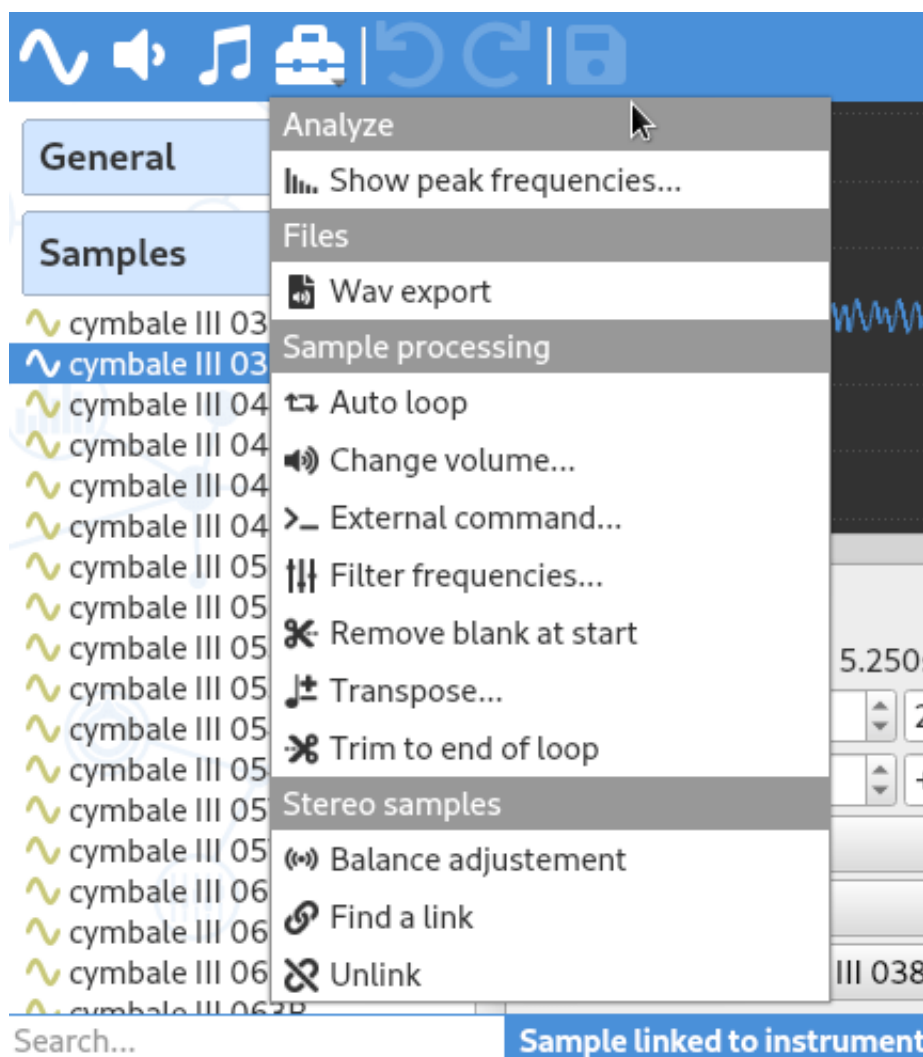 General
Samples
cymbale III 03
cymbale III 03
cymbale III 04
cymbale III 04
cymbale III 04
cymbale III 04
cymbale III 05
cymbale III 05
cymbale III 05
cymbale III 05
cymbale III 05
cymbale III 05
cymbale III 05
cymbale III 05
cymbale III 06
cymbale III 06
cymbale III 06
cymbale III 063B
Search...
Analyze
Show peak frequencies...
Files
Wav export
Sample processing
Auto loop
Change volume...
External command...
Filter frequencies...
Remove blank at start
Transpose...
Trim to end of loop
Stereo samples
Balance adjustement
Find a link
Unlink
5.250
2
III 038
Sample linked to instrument